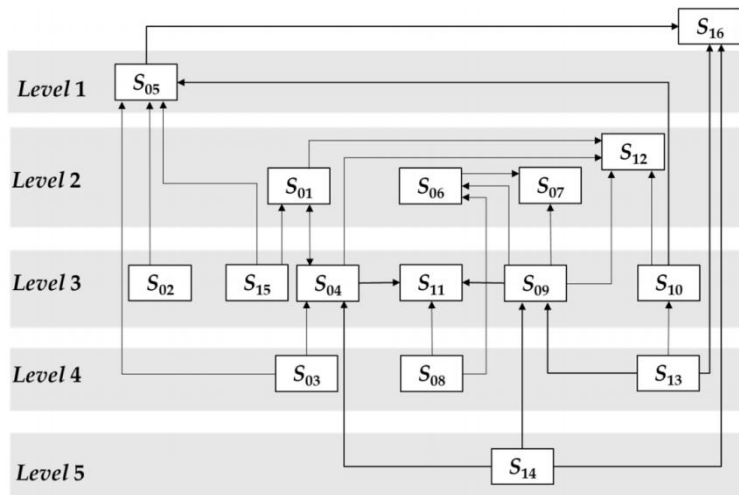 S16
Level 1 S05
S12
Level 2 S01 S06 S07
Level 3 S02 S15 S04 S11 S09 S10
Level 4 S03 S08 S13
Level 5 S14